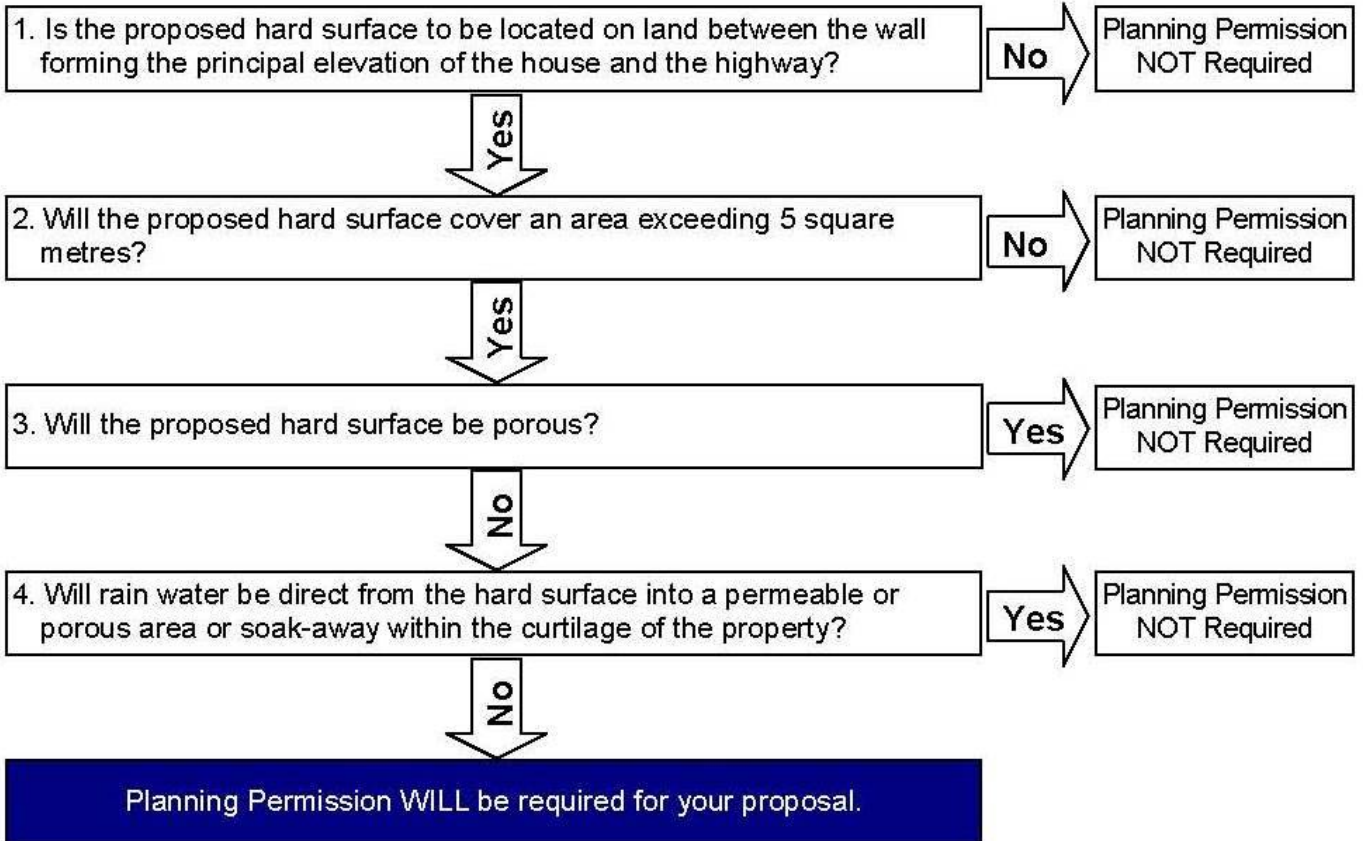 1. Is the proposed hard surface to be located on land between the wall
forming the principal elevation of the house and the highway?
No
Planning Permission
NOT Required
Yes
2. Will the proposed hard surface cover an area exceeding 5 square
metres?
No
Planning Permission
NOT Required
Yes
3. Will the proposed hard surface be porous?
Yes
Planning Permission
NOT Required
No
4. Will rain water be direct from the hard surface into a permeable or
porous area or soak-away within the curtilage of the property?
Yes
Planning Permission
NOT Required
No
Planning Permission WILL be required for your proposal.